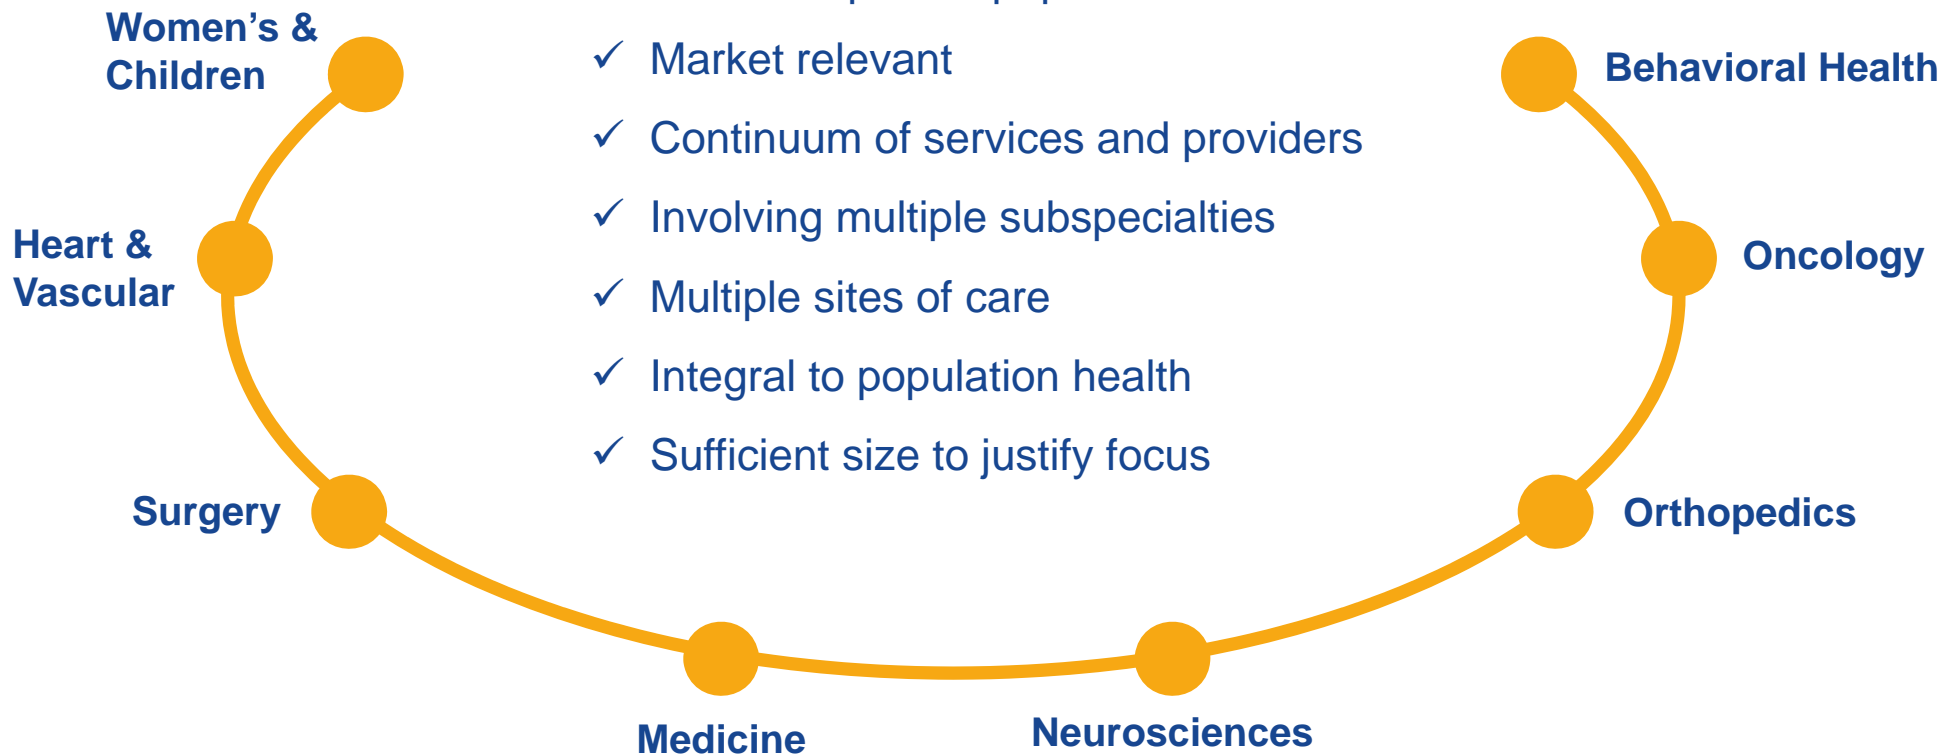 Women's &
Children
✓ Market relevant
✓ Continuum of services and providers
✓ Involving multiple subspecialties
✓ Multiple sites of care
✓ Integral to population health
✓ Sufficient size to justify focus
Behavioral Health
Heart &
Vascular
Oncology
Surgery
Orthopedics
Medicine
Neurosciences